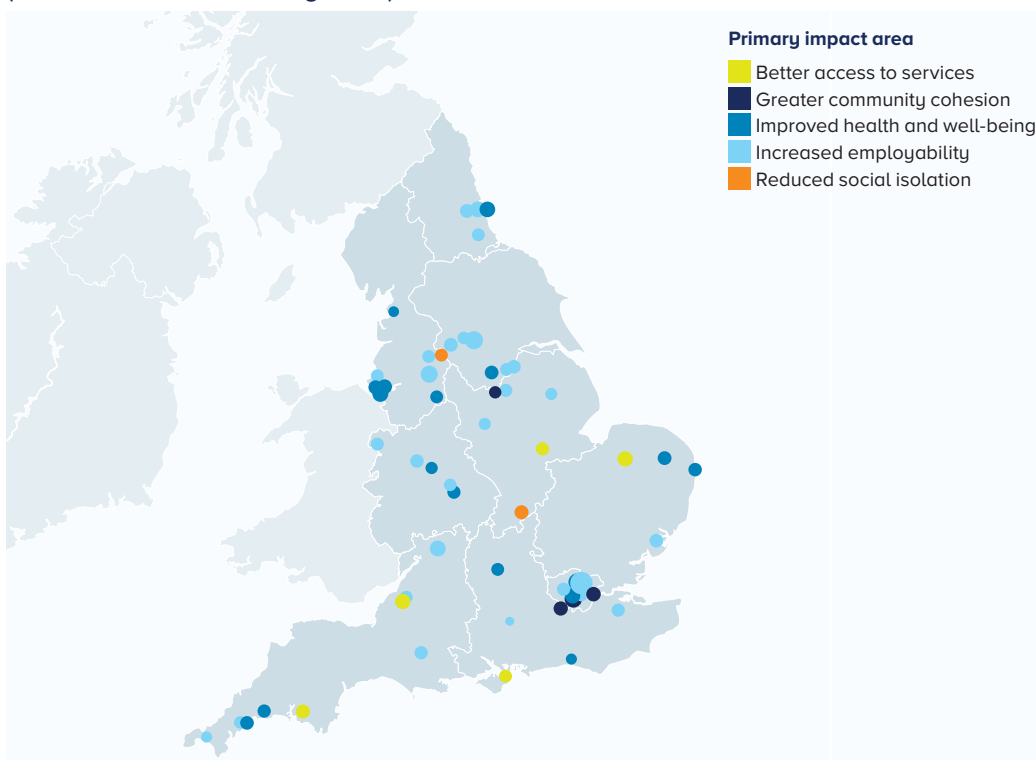 Primary impact area
Better access to services
Greater community cohesion
Improved health and well-being
Increased employability
Reduced social isolation